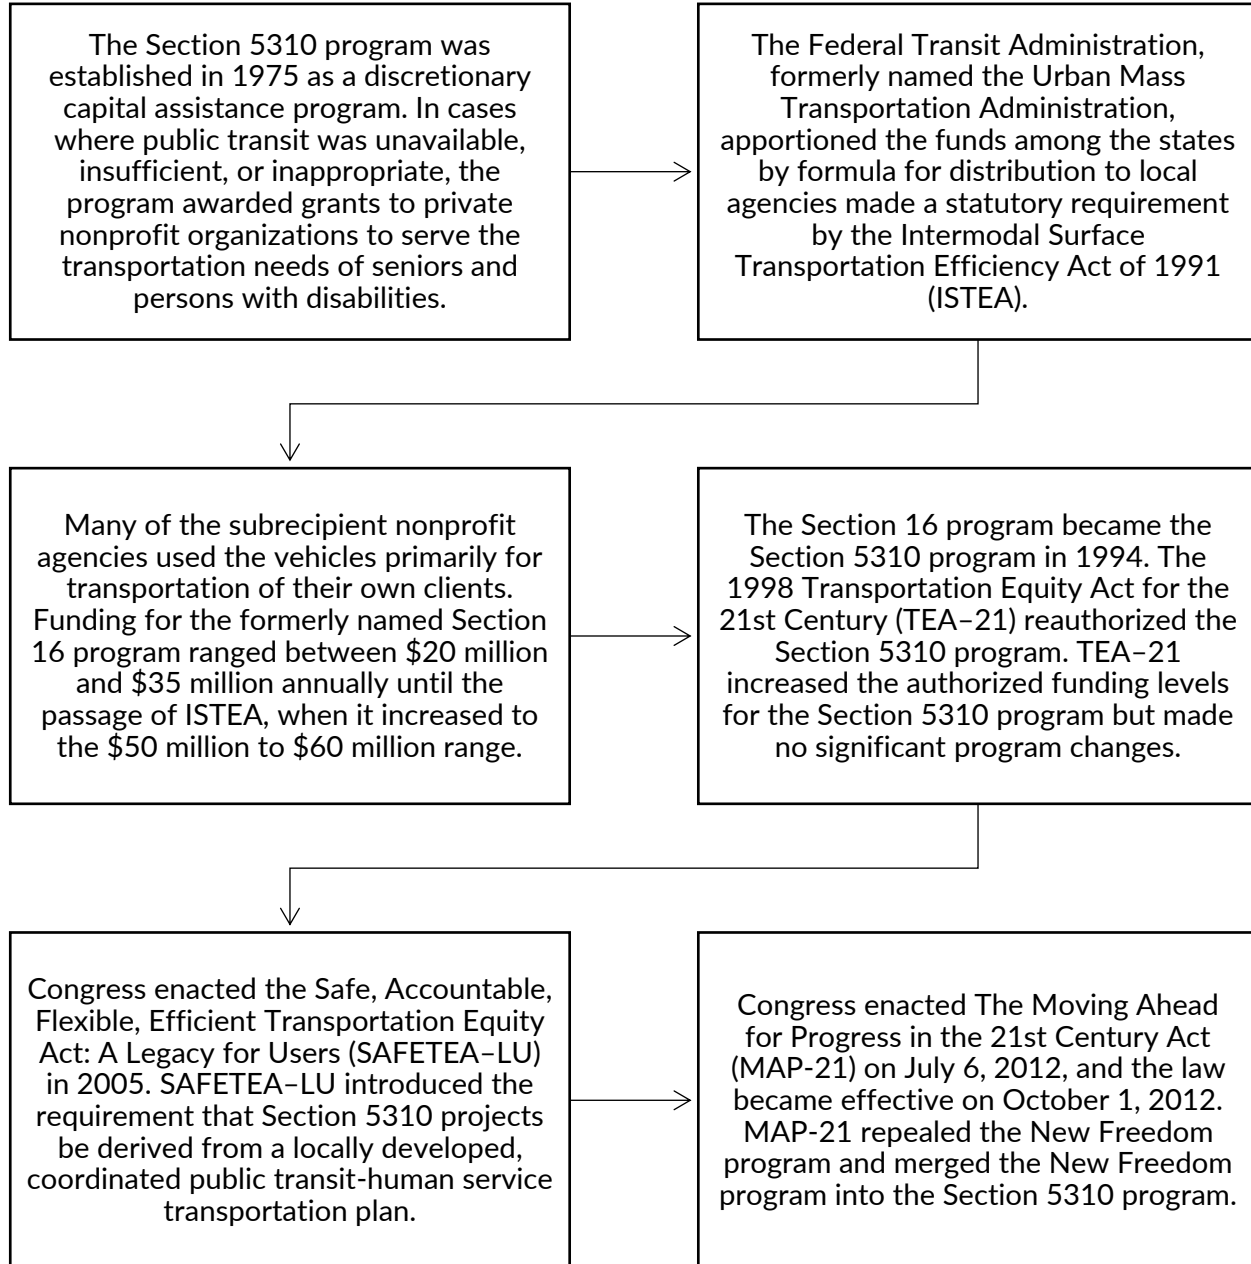 The Section 5310 program was
established in 1975 as a discretionary
capital assistance program. In cases
where public transit was unavailable,
insufficient, or inappropriate, the
program awarded grants to private
nonprofit organizations to serve the
transportation needs of seniors and
persons with disabilities.
The Federal Transit Administration,
formerly named the Urban Mass
Transportation Administration,
apportioned the funds among the states
by formula for distribution to local
agencies made a statutory requirement
by the Intermodal Surface
Transportation Efficiency Act of 1991
(ISTEA).
Many of the subrecipient nonprofit
agencies used the vehicles primarily for
transportation of their own clients.
Funding for the formerly named Section
16 program ranged between $20 million
and $35 million annually until the
passage of ISTEA, when it increased to
the $50 million to $60 million range.
The Section 16 program became the
Section 5310 program in 1994. The
1998 Transportation Equity Act for the
21st Century (TEA–21) reauthorized the
Section 5310 program. TEA–21
increased the authorized funding levels
for the Section 5310 program but made
no significant program changes.
Congress enacted the Safe, Accountable,
Flexible, Efficient Transportation Equity
Act: A Legacy for Users (SAFETEA–LU)
in 2005. SAFETEA–LU introduced the
requirement that Section 5310 projects
be derived from a locally developed,
coordinated public transit-human service
transportation plan.
Congress enacted The Moving Ahead
for Progress in the 21st Century Act
(MAP-21) on July 6, 2012, and the law
became effective on October 1, 2012.
MAP-21 repealed the New Freedom
program and merged the New Freedom
program into the Section 5310 program.